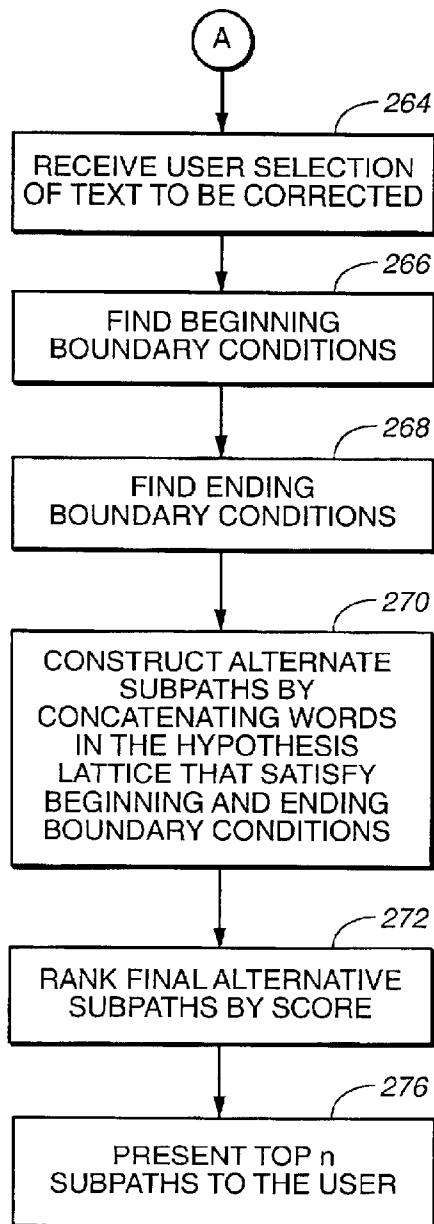 A
264
RECEIVE USER SELECTION
OF TEXT TO BE CORRECTED
266
FIND BEGINNING
BOUNDARY CONDITIONS
268
FIND ENDING
BOUNDARY CONDITIONS
270
CONSTRUCT ALTERNATE
SUBPATHS BY
CONCATENATING WORDS
IN THE HYPOTHESIS
LATTICE THAT SATISFY
BEGINNING AND ENDING
BOUNDARY CONDITIONS
272
RANK FINAL ALTERNATIVE
SUBPATHS BY SCORE
276
PRESENT TOP n
SUBPATHS TO THE USER